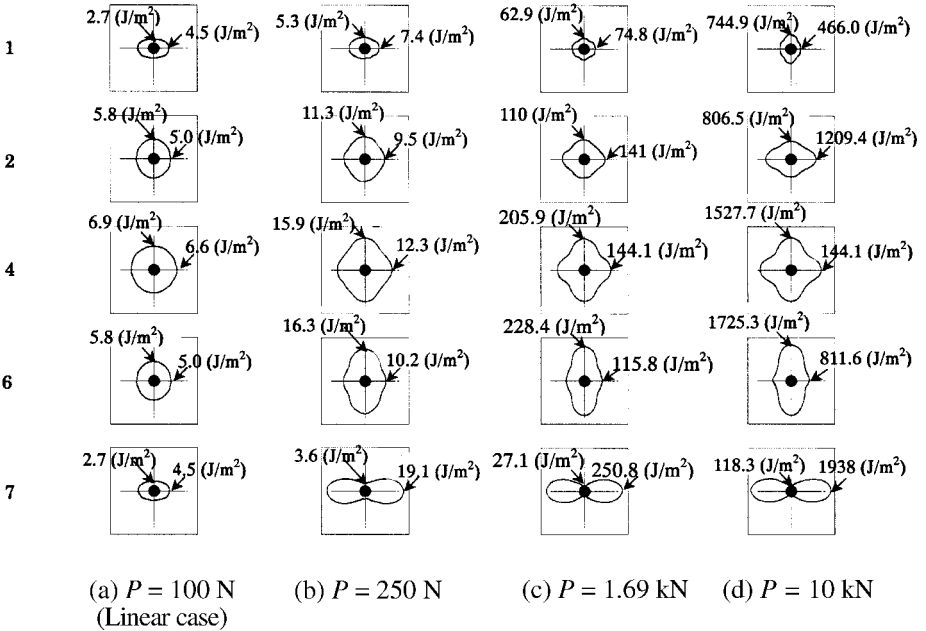 2.7 (J/m²) 5.3 (J/m²) 62.9 (J/m²) 744.9 (J/m²)
1 4.5 (J/m²) 7.4 (J/m²) 74.8 (J/m²) 466.0 (J/m²)
5.8 (J/m²) 11.3 (J/m²) 110 (J/m²) 806.5 (J/m²)
2 5.0 (J/m²) 9.5 (J/m²) 141 (J/m²) 1209.4 (J/m²)
6.9 (J/m²) 15.9 (J/m²) 205.9 (J/m²) 1527.7 (J/m²)
4 6.6 (J/m²) 12.3 (J/m²) 144.1 (J/m²) 144.1 (J/m²)
5.8 (J/m²) 16.3 (J/m²) 228.4 (J/m²) 1725.3 (J/m²)
6 5.0 (J/m²) 10.2 (J/m²) 115.8 (J/m²) 811.6 (J/m²)
2.7 (J/m²) 3.6 (J/m²) 27.1 (J/m²) 118.3 (J/m²)
7 4.5 (J/m²) 19.1 (J/m²) 250.8 (J/m²) 1938 (J/m²)
(a) P = 100 N (b) P = 250 N (c) P = 1.69 kN (d) P = 10 kN
(Linear case)